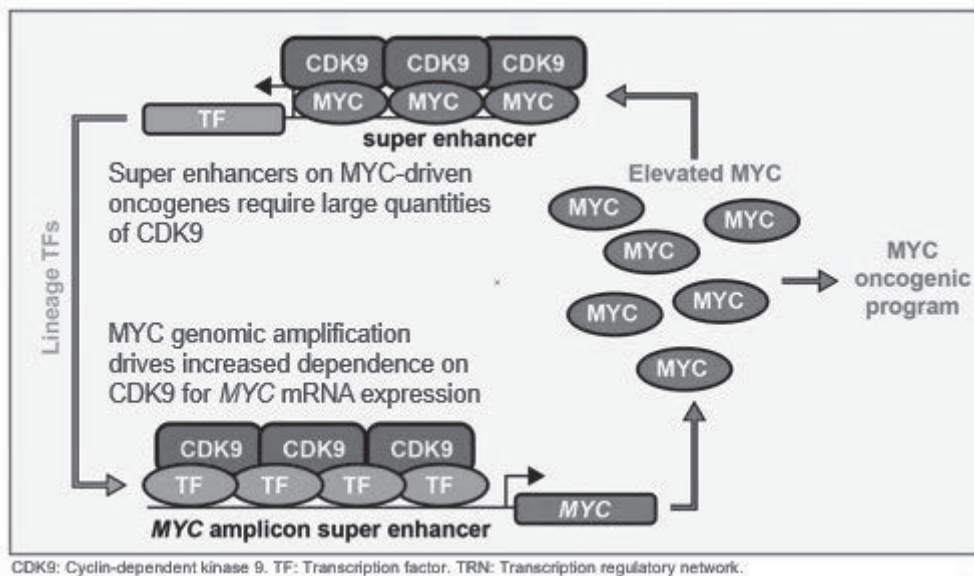 CDK9 CDK9 CDK9
MYC MYC MYC
TF
super enhancer
Super enhancers on MYC-driven
oncogenes require large quantities
of CDK9
Elevated MYC
MYC
MYC
MYC
MYC
MYC
MYC
MYC
oncogenic
program
Lineage TFs
MYC genomic amplification
drives increased dependence on
CDK9 for MYC mRNA expression
CDK9 CDK9 CDK9
TF TF TF TF
MYC
MYC amplicon super enhancer
CDK9: Cyclin-dependent kinase 9. TF: Transcription factor. TRN: Transcription regulatory network.